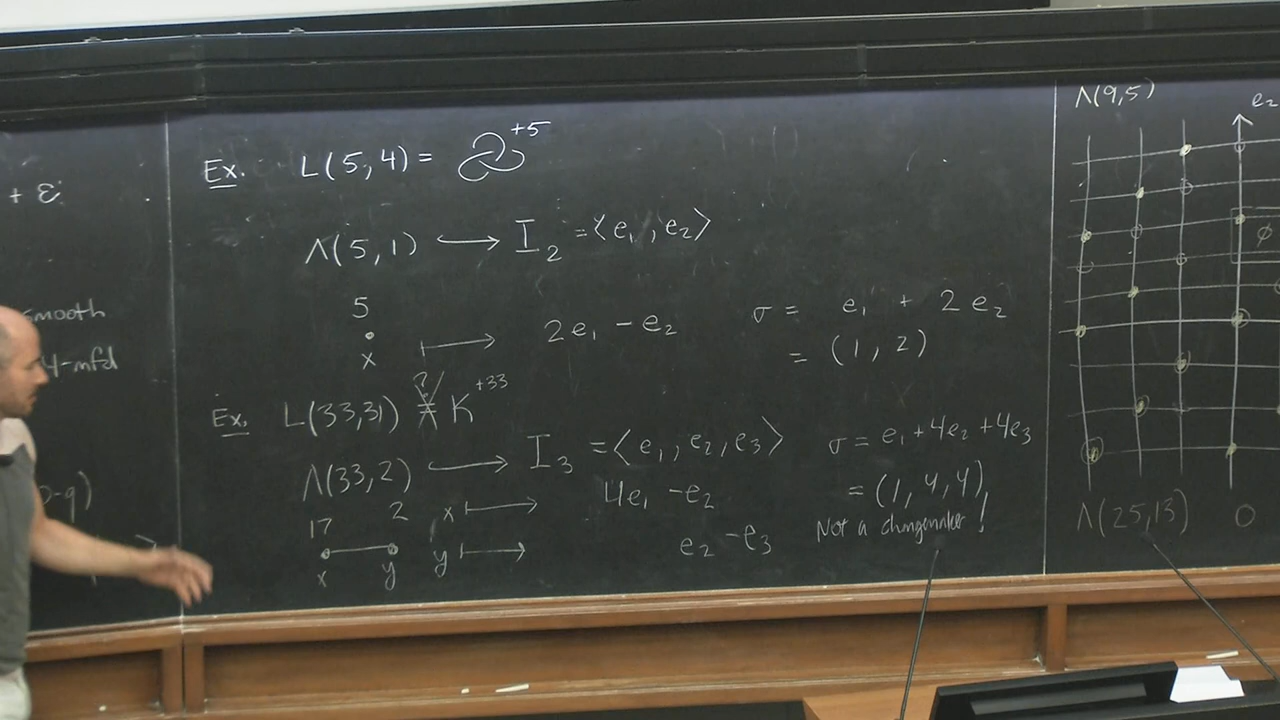 + ε
smooth
4-mfd
p-q)
Ex. L(5,4) = +5
Λ(5,1) ⟶ I₂ = ⟨e₁, e₂⟩
5
x ⟼ 2e₁ - e₂ σ = e₁ + 2e₂
= (1, 2)
Ex. L(33,31) ≠ K⁺³³
?
Λ(33,2) ⟶ I₃ = ⟨e₁, e₂, e₃⟩ σ = e₁ + 4e₂ + 4e₃
17 2 x ⟼ 4e₁ - e₂ = (1, 4, 4)
x y y ⟼ e₂ - e₃ Not a changemaker!
Λ(9,5)
e₂
∅
Λ(25,13) 0